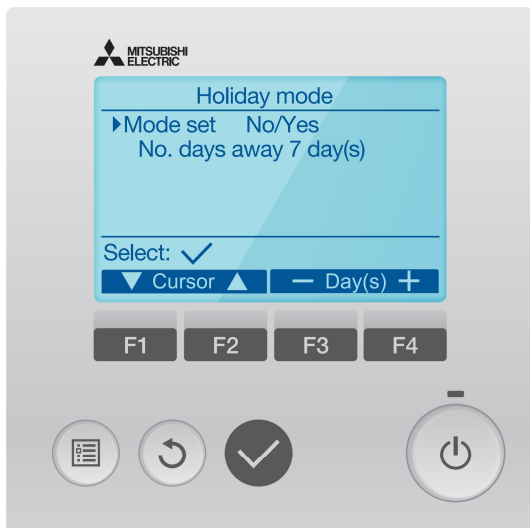 MITSUBISHI
ELECTRIC
Holiday mode
Mode set No/Yes
No. days away 7 day(s)
Select:
Cursor
Day(s)
F1 F2 F3 F4